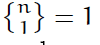 {n 1} = 1